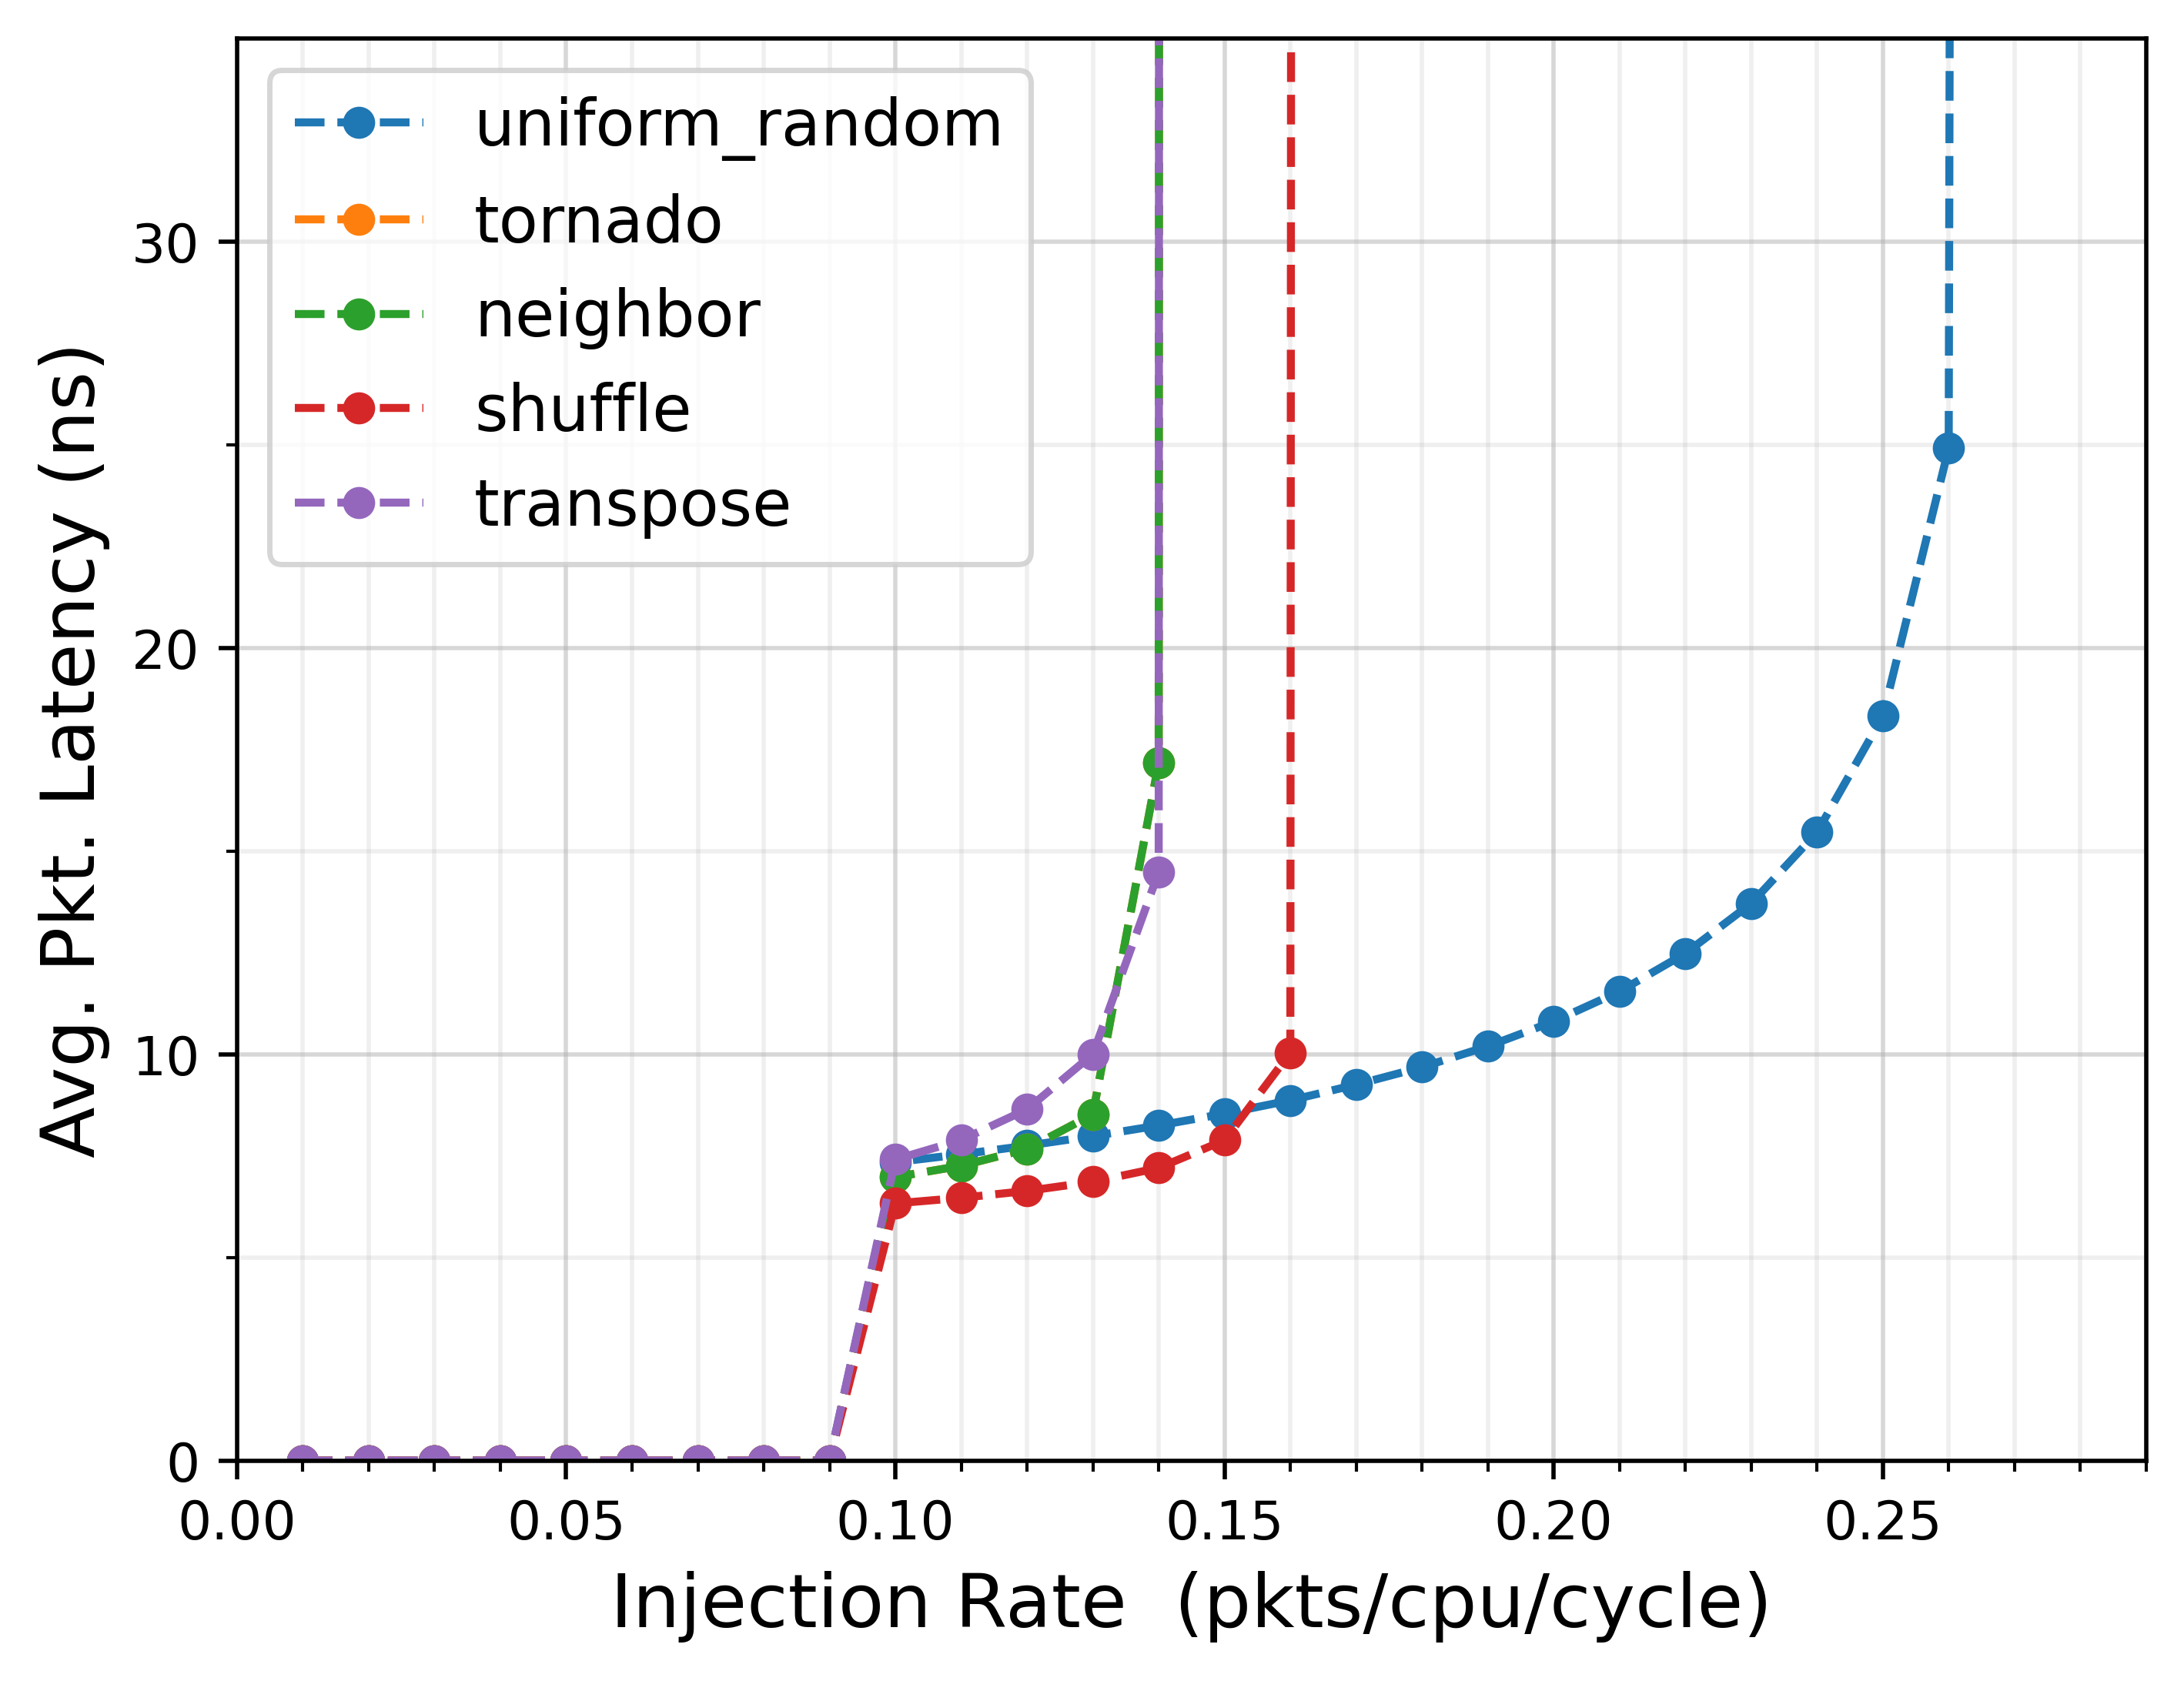 uniform_random
tornado
neighbor
shuffle
transpose
Avg. Pkt. Latency (ns)
30
20
10
0
0.00 0.05 0.10 0.15 0.20 0.25
Injection Rate (pkts/cpu/cycle)